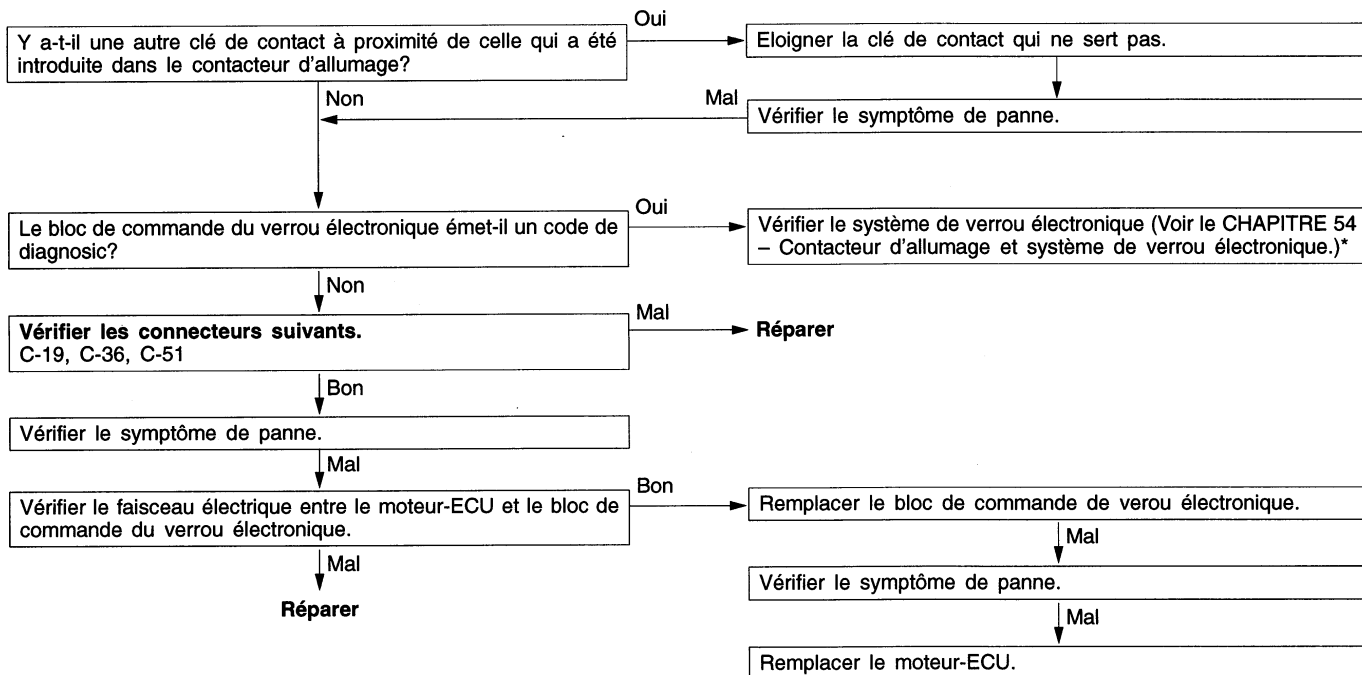 Y a-t-il une autre clé de contact à proximité de celle qui a été
introduite dans le contacteur d'allumage?
Oui
Eloigner la clé de contact qui ne sert pas.
Non
Mal
Vérifier le symptôme de panne.
Le bloc de commande du verrou électronique émet-il un code de
diagnosic?
Oui
Vérifier le système de verrou électronique (Voir le CHAPITRE 54
– Contacteur d'allumage et système de verrou électronique.)*
Non
Vérifier les connecteurs suivants.
C-19, C-36, C-51
Mal
Réparer
Bon
Vérifier le symptôme de panne.
Mal
Vérifier le faisceau électrique entre le moteur-ECU et le bloc de
commande du verrou électronique.
Bon
Remplacer le bloc de commande de verou électronique.
Mal
Réparer
Mal
Vérifier le symptôme de panne.
Mal
Remplacer le moteur-ECU.